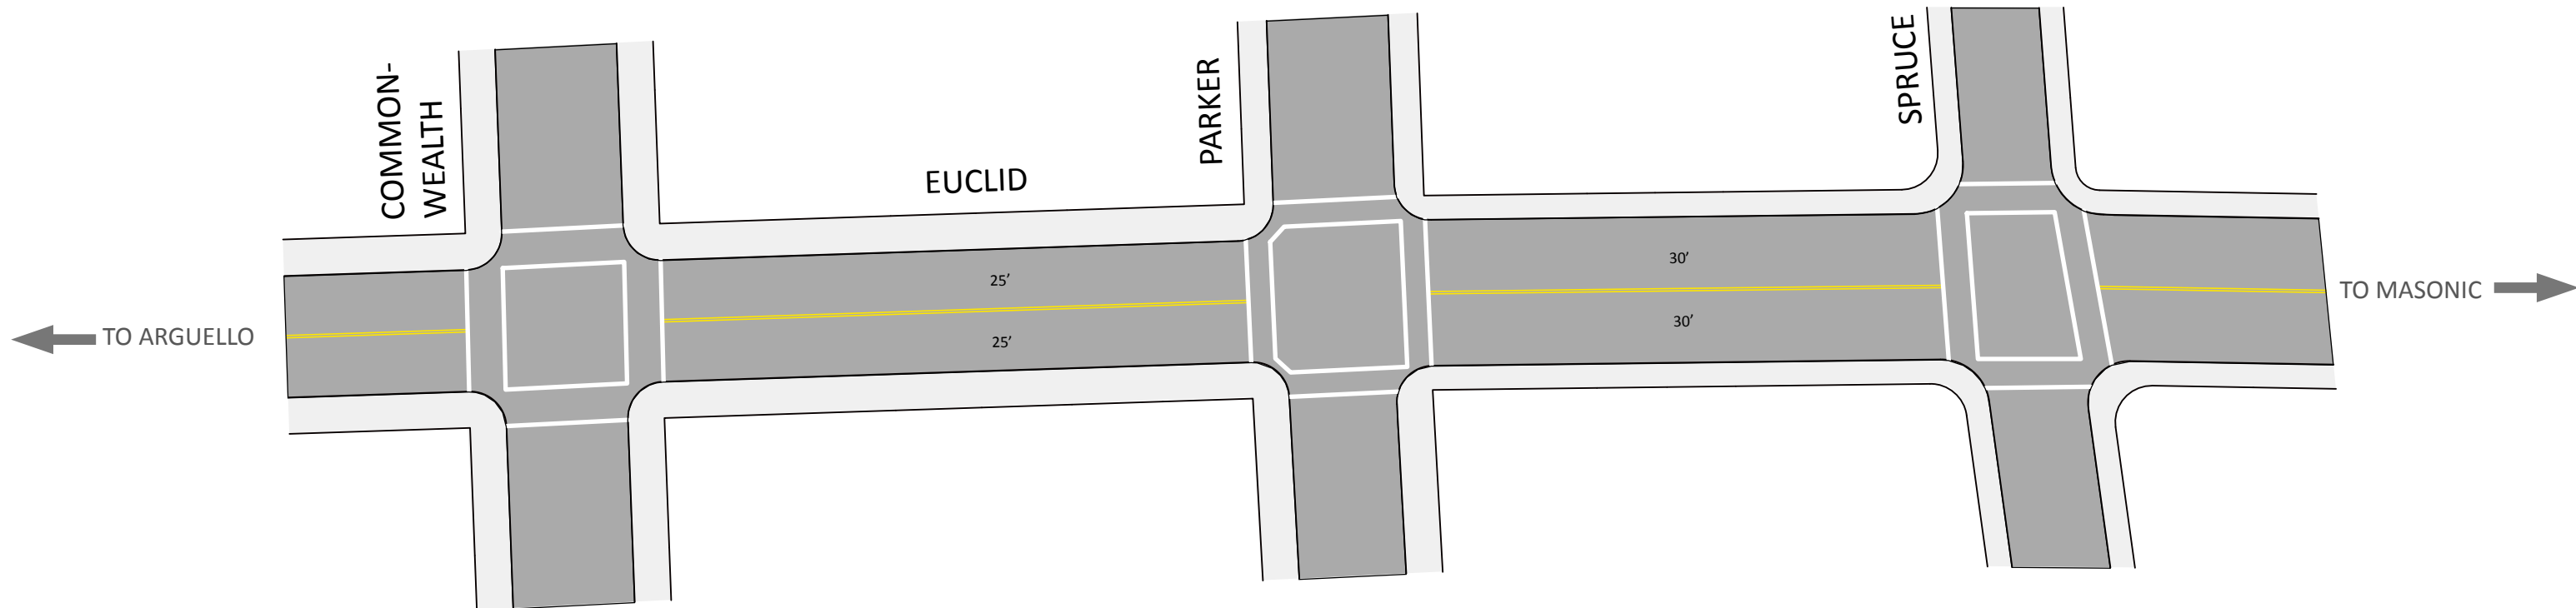 COMMON-
WEALTH
EUCLID
PARKER
SPRUCE
25’
25’
30’
30’
TO ARGUELLO
TO MASONIC